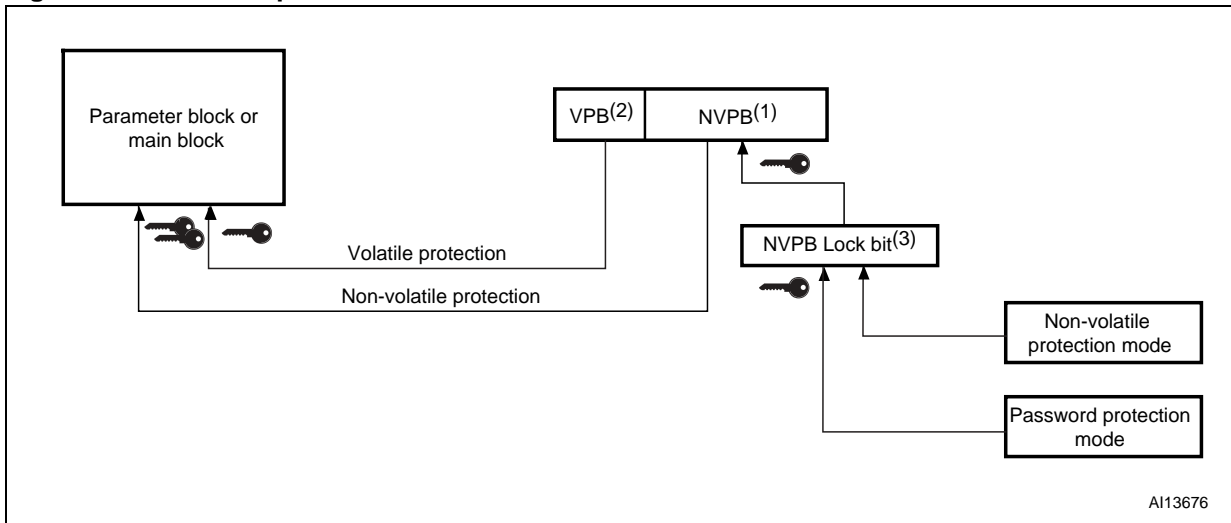 Parameter block or
main block
VPB(2)
NVPB(1)
NVPB Lock bit(3)
Volatile protection
Non-volatile protection
Non-volatile
protection mode
Password protection
mode
AI13676